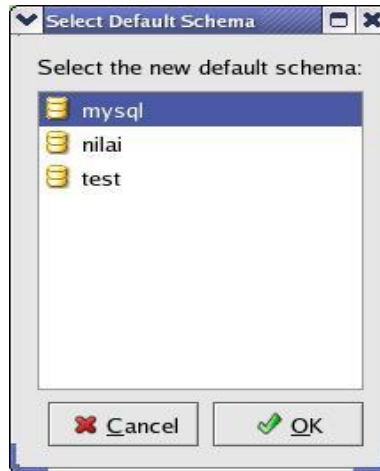 Select Default Schema
Select the new default schema:
mysql
nilai
test
Cancel
OK